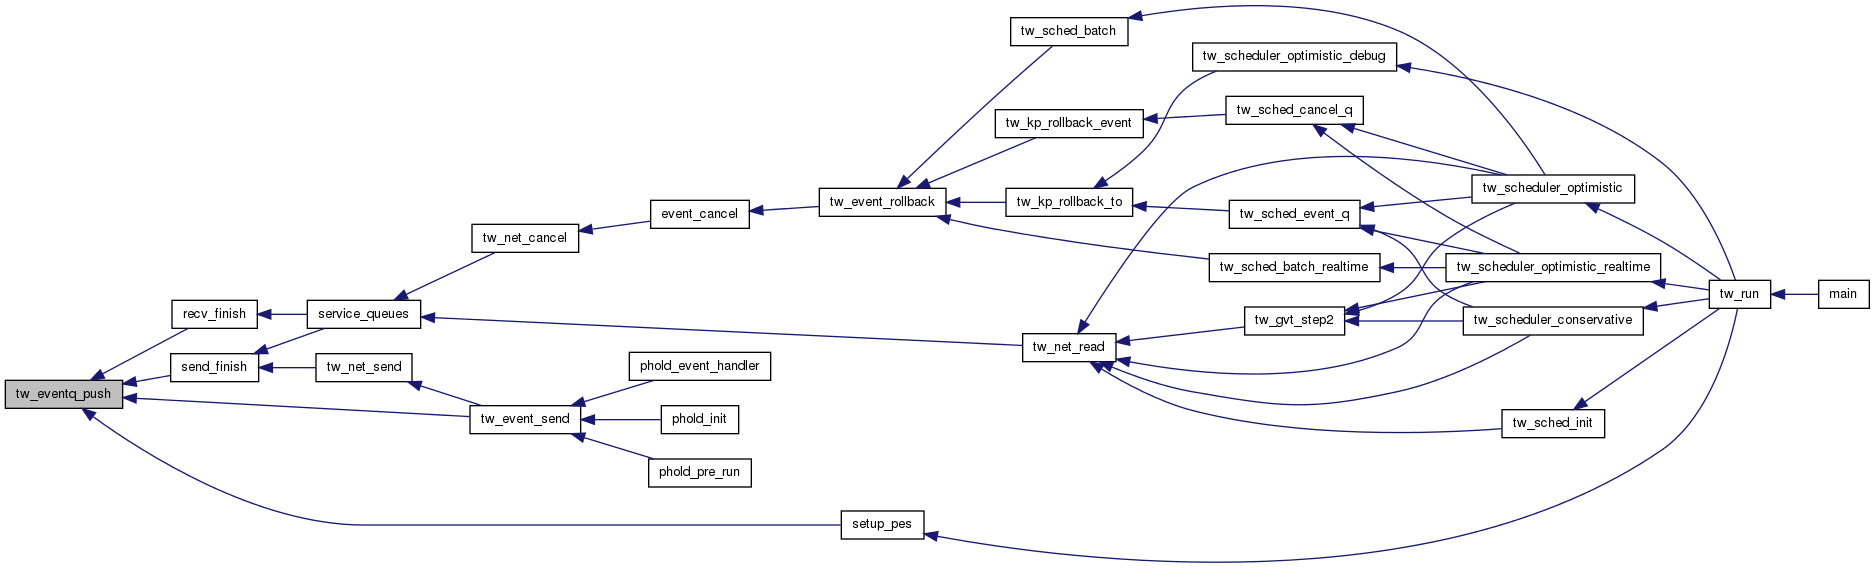 tw_sched_batch
tw_scheduler_optimistic_debug
tw_sched_cancel_q
tw_kp_rollback_event
tw_scheduler_optimistic
tw_event_rollback
tw_kp_rollback_to
event_cancel
tw_sched_event_q
tw_net_cancel
tw_sched_batch_realtime
tw_scheduler_optimistic_realtime
tw_run
main
recv_finish
service_queues
tw_gvt_step2
tw_scheduler_conservative
tw_net_read
send_finish
tw_net_send
phold_event_handler
tw_eventq_push
tw_event_send
phold_init
tw_sched_init
phold_pre_run
setup_pes